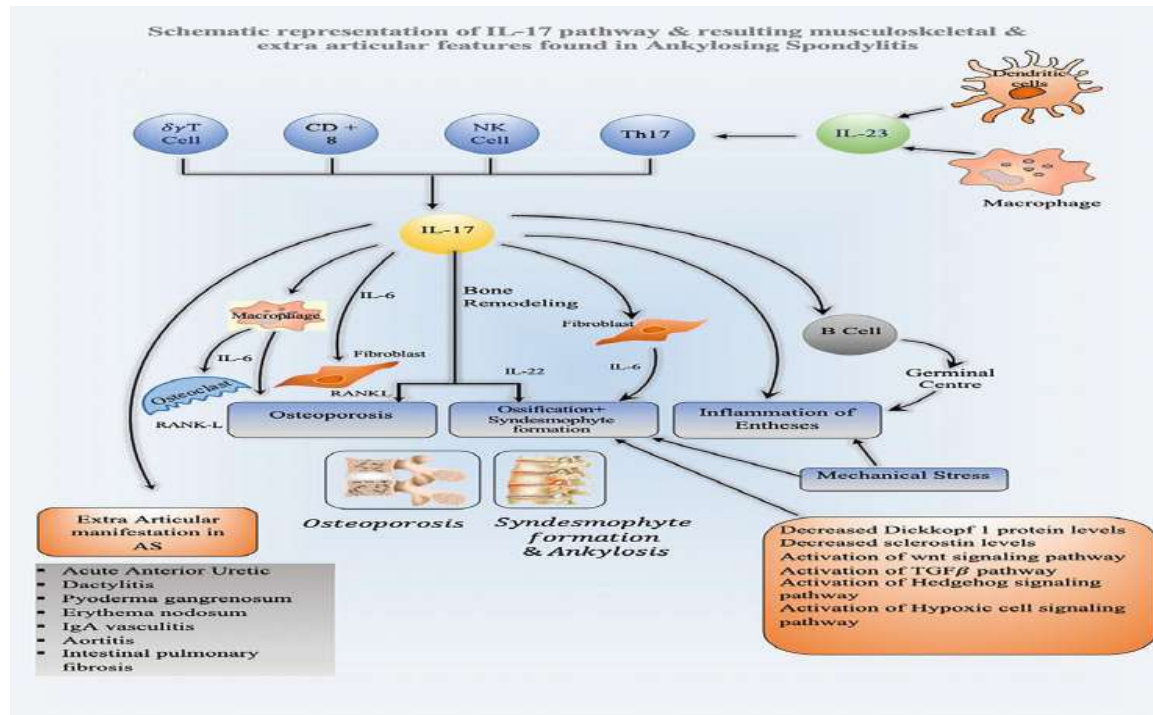 Schematic representation of IL-17 pathway & resulting musculoskeletal &
extra articular features found in Ankylosing Spondylitis
Dendritic
cells
δγT
Cell
CD +
8
NK
Cell
Th17
IL-23
Macrophage
IL-17
IL-6
Bone
Remodeling
Macrophage
Fibroblast
B Cell
IL-6
Fibroblast
IL-6
Germinal
Centre
Osteoclast
RANKL
IL-22
RANK-L
Osteoporosis
Ossification+
Syndesmophyte
formation
Inflammation of
Entheses
Mechanical Stress
Osteoporosis
Syndesmophyte
formation
& Ankylosis
Extra Articular
manifestation in
AS
▪ Acute Anterior Uretic
▪ Dactylitis
▪ Pyoderma gangrenosum
▪ Erythema nodosum
▪ IgA vasculitis
▪ Aortitis
▪ Intestinal pulmonary
fibrosis
Decreased Dickkopf 1 protein levels
Decreased sclerostin levels
Activation of wnt signaling pathway
Activation of TGFβ pathway
Activation of Hedgehog signaling
pathway
Activation of Hypoxic cell signaling
pathway